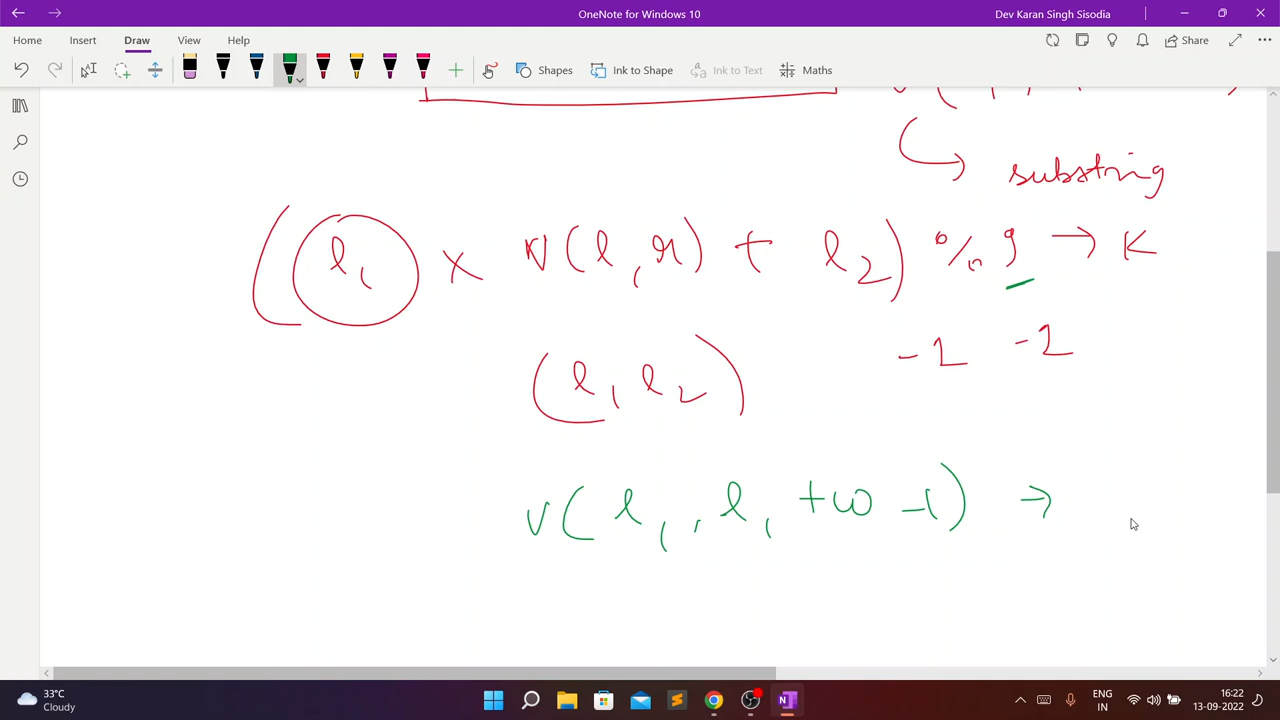 OneNote for Windows 10
Dev Karan Singh Sisodia
Home Insert Draw View Help
Share
Shapes
Ink to Shape
Ink to Text
Maths
substring
(l₁ × v(l,r) + l₂) % 9 → K
(l₁ l₂)
-1 -1
v(l₁, l₁ +w -1) →
33°C
Cloudy
ENG
IN
16:22
13-09-2022